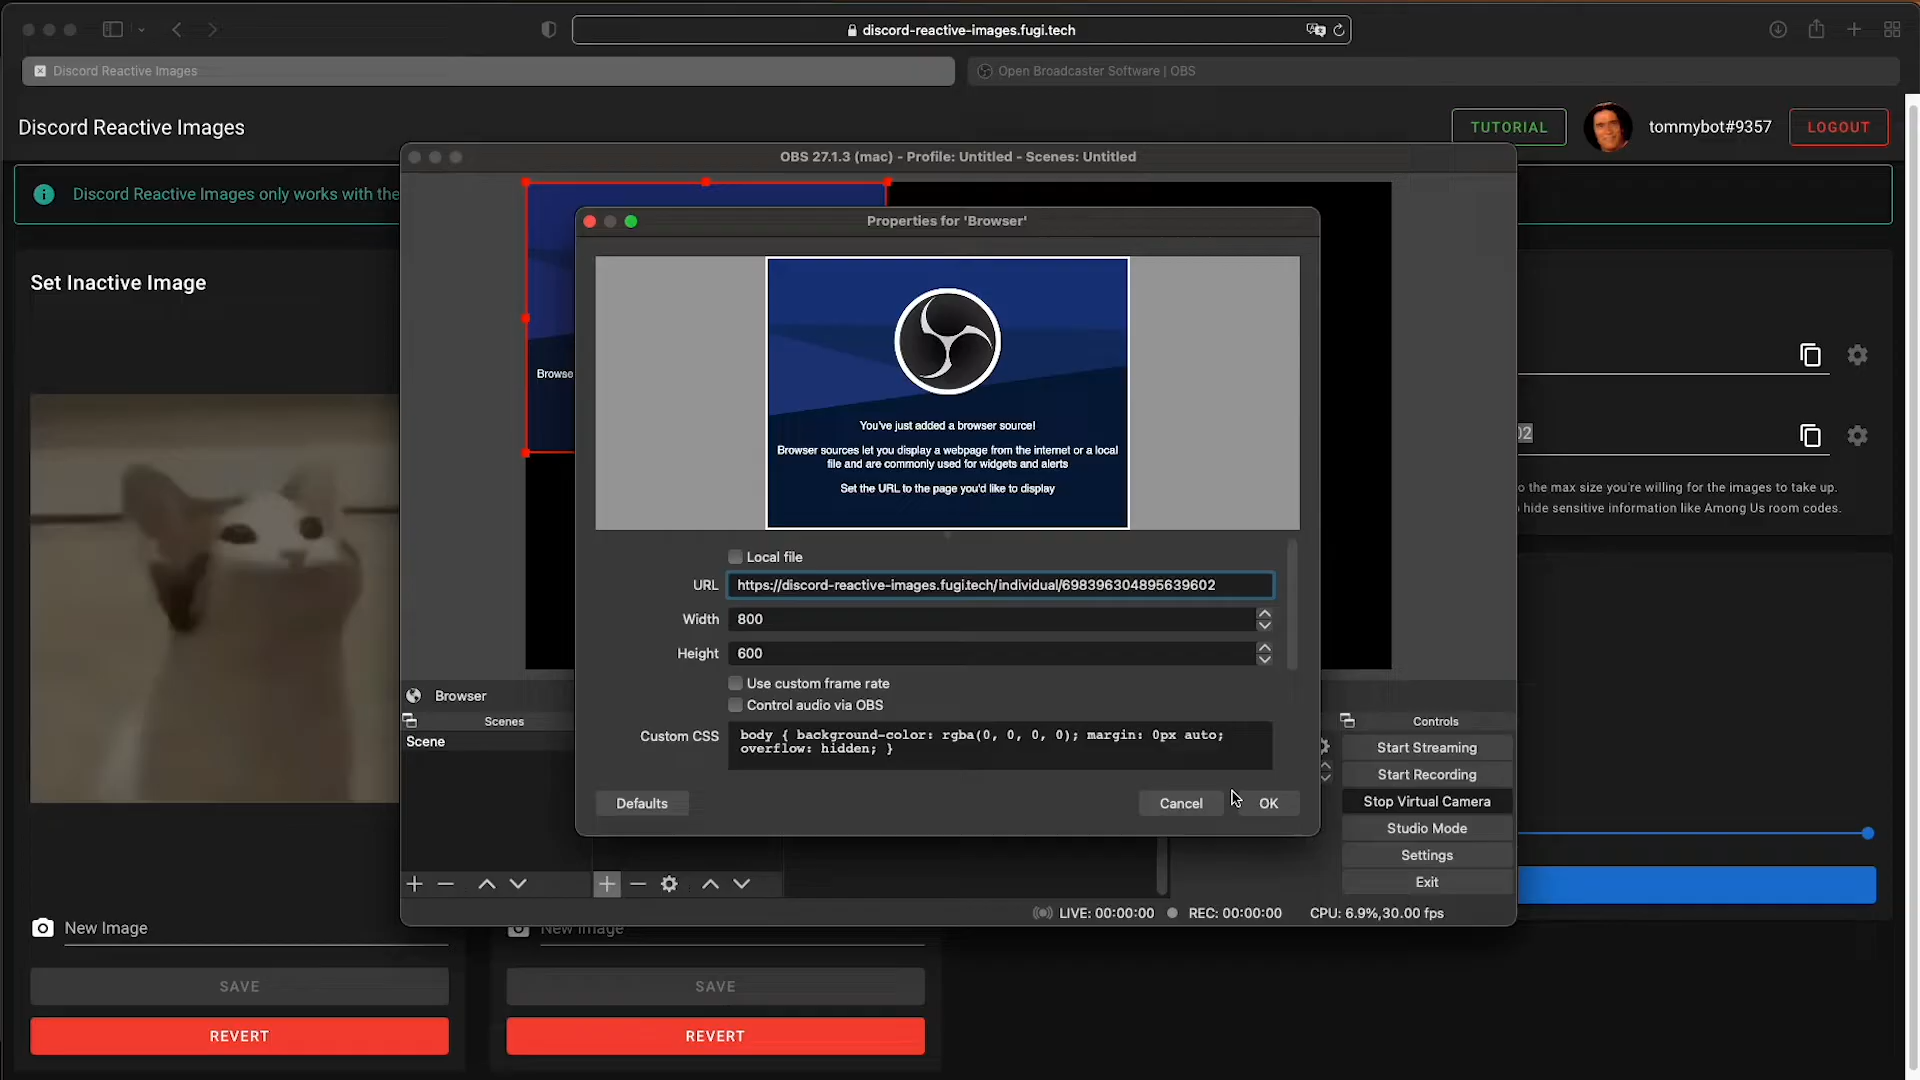 discord-reactive-images.fugi.tech
Discord Reactive Images
Open Broadcaster Software | OBS
Discord Reactive Images
TUTORIAL
tommybot#9357
LOGOUT
OBS 27.1.3 (mac) - Profile: Untitled - Scenes: Untitled
Discord Reactive Images only works with the
Properties for 'Browser'
Set Inactive Image
Browse
You've just added a browser source!
Browser sources let you display a webpage from the internet or a local
file and are commonly used for widgets and alerts
Set the URL to the page you'd like to display
02
o the max size you're willing for the images to take up.
hide sensitive information like Among Us room codes.
Local file
URL https://discord-reactive-images.fugi.tech/individual/698396304895639602
Width 800
Height 600
Use custom frame rate
Control audio via OBS
Custom CSS body { background-color: rgba(0, 0, 0, 0); margin: 0px auto;
overflow: hidden; }
Defaults
Cancel
OK
Browser
Scenes
Scene
Controls
Start Streaming
Start Recording
Stop Virtual Camera
Studio Mode
Settings
Exit
LIVE: 00:00:00
REC: 00:00:00
CPU: 6.9%,30.00 fps
New Image
New Image
SAVE
SAVE
REVERT
REVERT